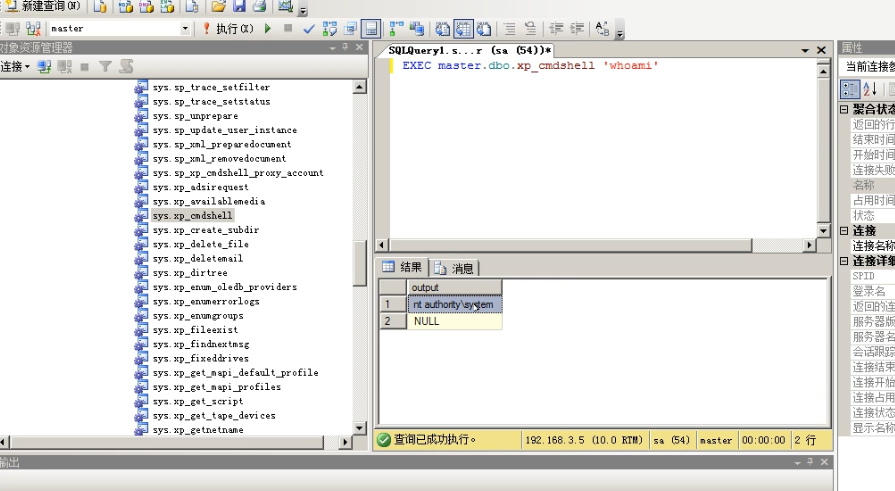 新建查询(N)
master
执行(X)
对象资源管理器
连接
sys.sp_trace_setfilter
sys.sp_trace_setstatus
sys.sp_unprepare
sys.sp_update_user_instance
sys.sp_xml_preparedocument
sys.sp_xml_removedocument
sys.sp_xp_cmdshell_proxy_account
sys.xp_adsirequest
sys.xp_availablemedia
sys.xp_cmdshell
sys.xp_create_subdir
sys.xp_delete_file
sys.xp_deletemail
sys.xp_dirtree
sys.xp_enum_oledb_providers
sys.xp_enumerrorlogs
sys.xp_enumgroups
sys.xp_fileexist
sys.xp_findnextmsg
sys.xp_fixeddrives
sys.xp_get_mapi_default_profile
sys.xp_get_mapi_profiles
sys.xp_get_script
sys.xp_get_tape_devices
sys.xp_getnetname
SQLQuery1.s...r (sa (54))*
EXEC master.dbo.xp_cmdshell 'whoami'
结果 消息
output
1 nt authority\system
2 NULL
查询已成功执行。 192.168.3.5 (10.0 RTM) sa (54) master 00:00:00 2 行
属性
当前连接参
聚合状态
返回的行
结束时间
开始时间
连接失败
名称
占用时间
状态
连接
连接名称
连接详细
SPID
登录名
返回的连
服务器版
服务器名
会话跟踪
连接结束
连接开始
连接占用
连接状态
显示名称
输出